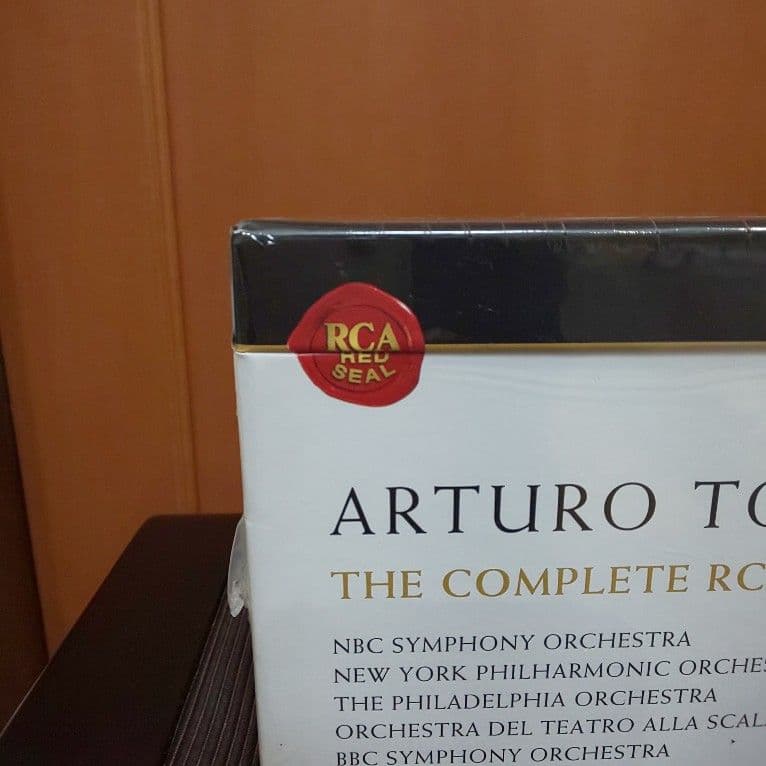 RCA
RED
SEAL
ARTURO TO
THE COMPLETE RC
NBC SYMPHONY ORCHESTRA
NEW YORK PHILHARMONIC ORCHES
THE PHILADELPHIA ORCHESTRA
ORCHESTRA DEL TEATRO ALLA SCAL
BBC SYMPHONY ORCHESTRA